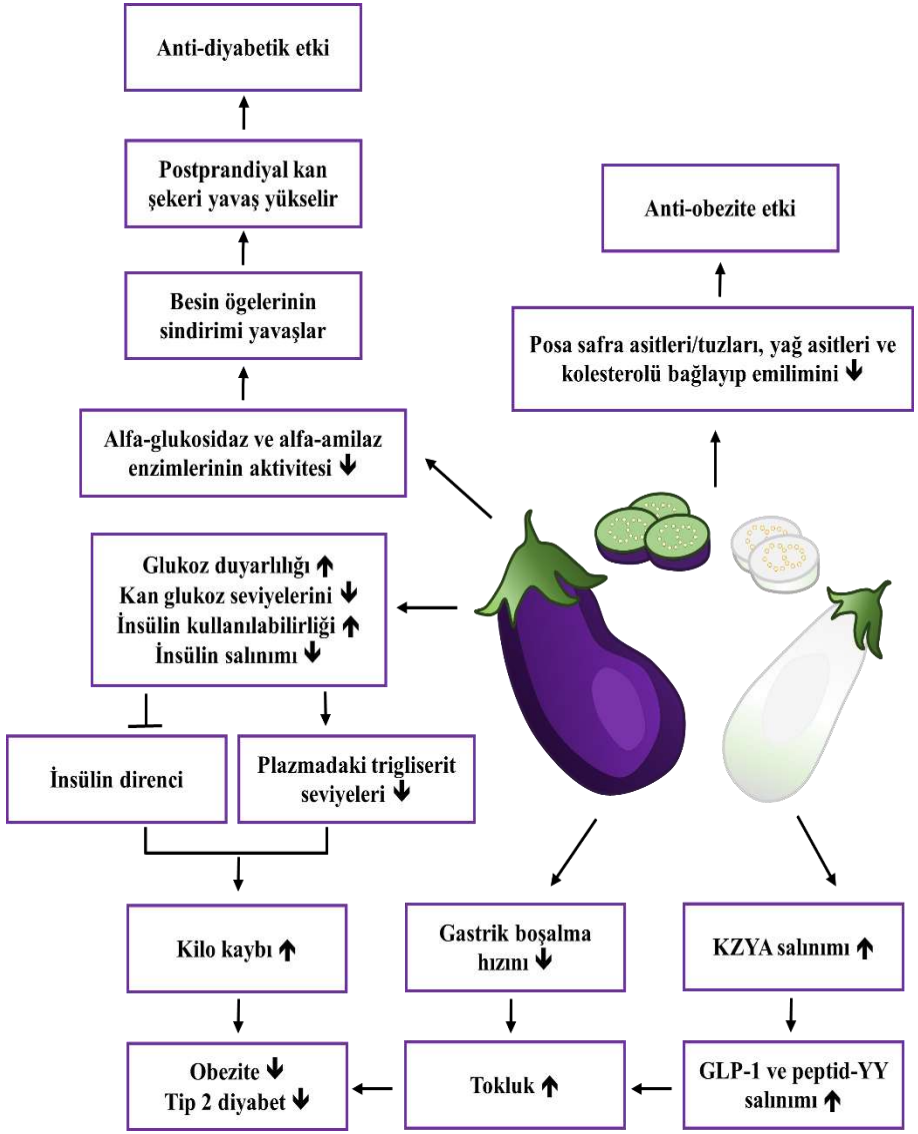 Anti-diyabetik etki
Postprandiyal kan
şekeri yavaş yükselir
Besin ögelerinin
sindirimi yavaşlar
Alfa-glukosidaz ve alfa-amilaz
enzimlerinin aktivitesi ↓
Anti-obezite etki
Posa safra asitleri/tuzları, yağ asitleri ve
kolesterolü bağlayıp emilimini ↓
Glukoz duyarlılığı ↑
Kan glukoz seviyelerini ↓
İnsülin kullanılabilirliği ↑
İnsülin salınımı ↓
İnsülin direnci
Plazmadaki trigliserit
seviyeleri ↓
Kilo kaybı ↑
Gastrik boşalma
hızını ↓
KZYA salınımı ↑
Obezite ↓
Tip 2 diyabet ↓
Tokluk ↑
GLP-1 ve peptid-YY
salınımı ↑